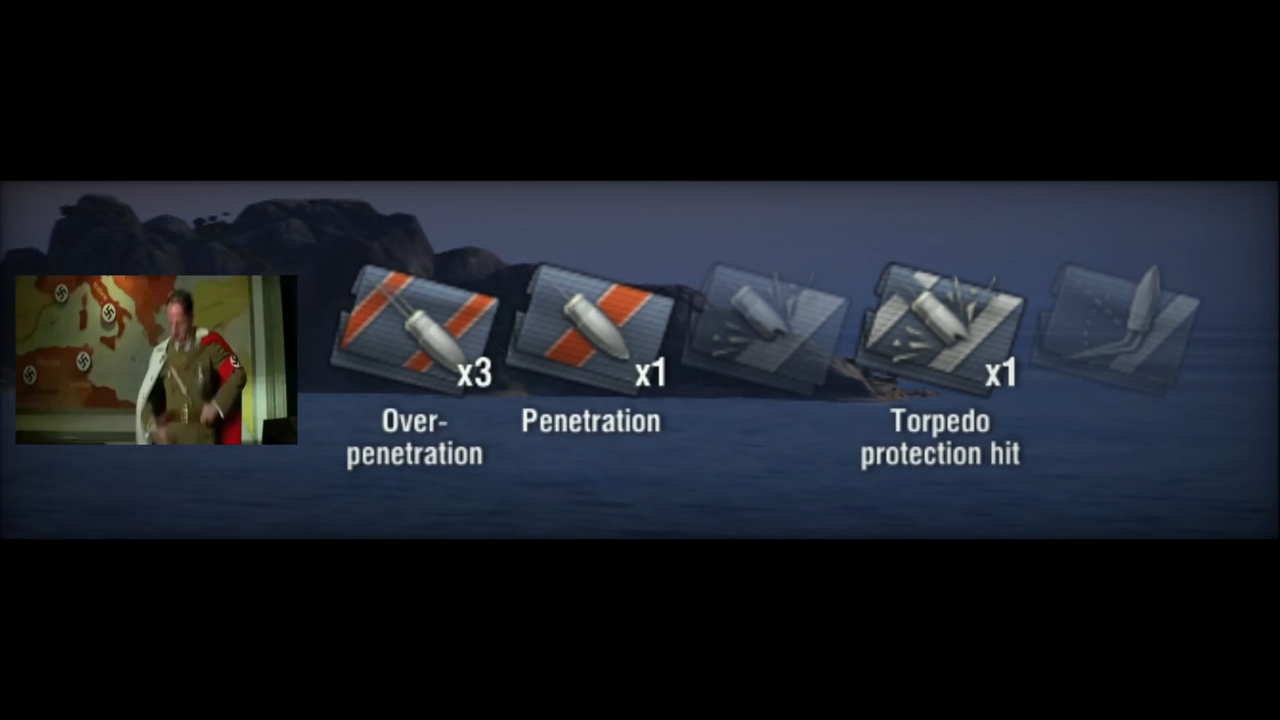 x3
x1
x1
Over-
penetration
Penetration
Torpedo
protection hit